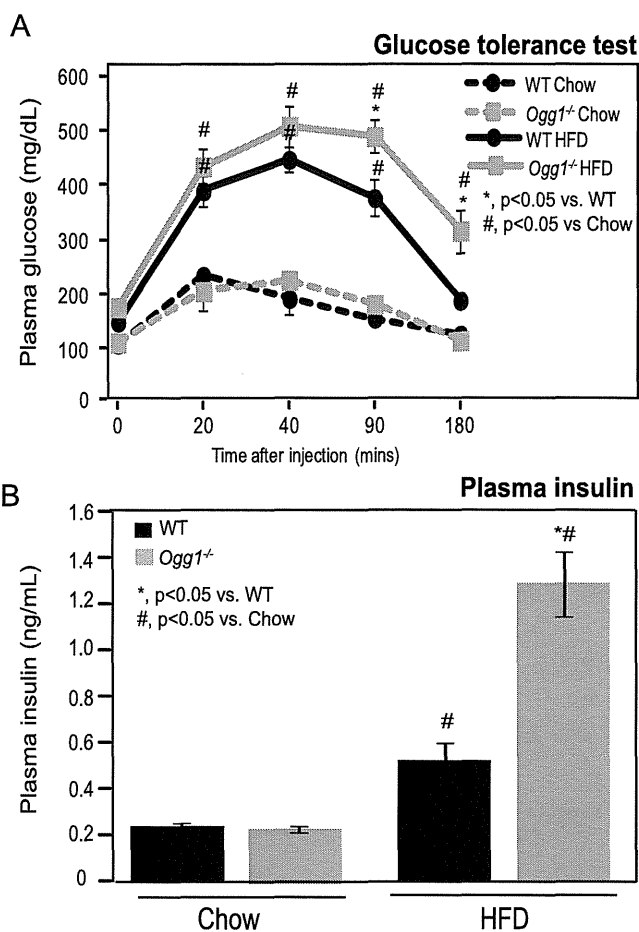 A
Glucose tolerance test
600
500
400
300
200
100
0
Plasma glucose (mg/dL)
WT Chow
Ogg1-/- Chow
WT HFD
Ogg1-/- HFD
*, p<0.05 vs. WT
#, p<0.05 vs Chow
#
#
#
#
#
*
#
#
*
0
20
40
90
180
Time after injection (mins)
B
Plasma insulin
1.6
1.4
1.2
1.0
0.8
0.6
0.4
0.2
0
Plasma insulin (ng/mL)
WT
Ogg1-/-
*, p<0.05 vs. WT
#, p<0.05 vs. Chow
#
*#
Chow
HFD